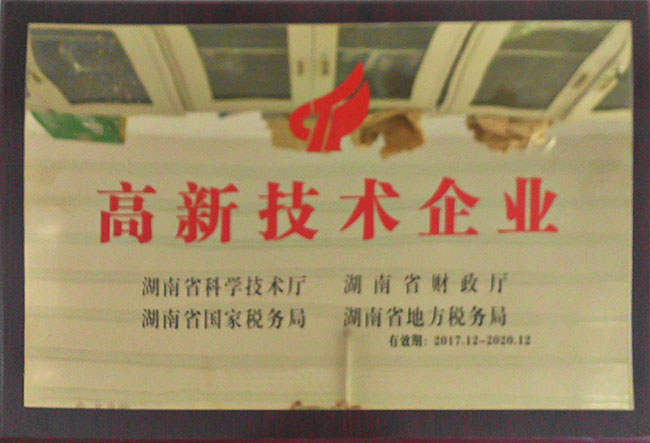 高新技术企业
湖南省科学技术厅 湖南省财政厅
湖南省国家税务局 湖南省地方税务局
有效期：2017.12-2020.12